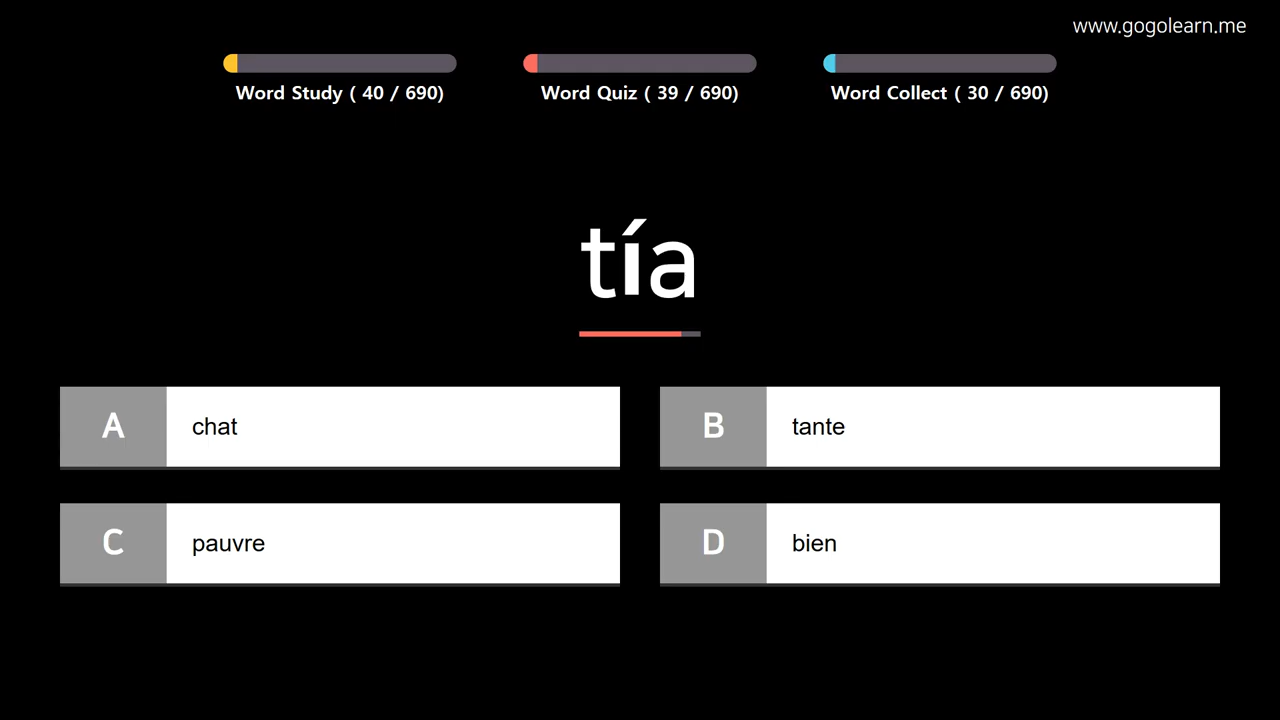 www.gogolearn.me
Word Study ( 40 / 690)
Word Quiz ( 39 / 690)
Word Collect ( 30 / 690)
tía
A chat
B tante
C pauvre
D bien